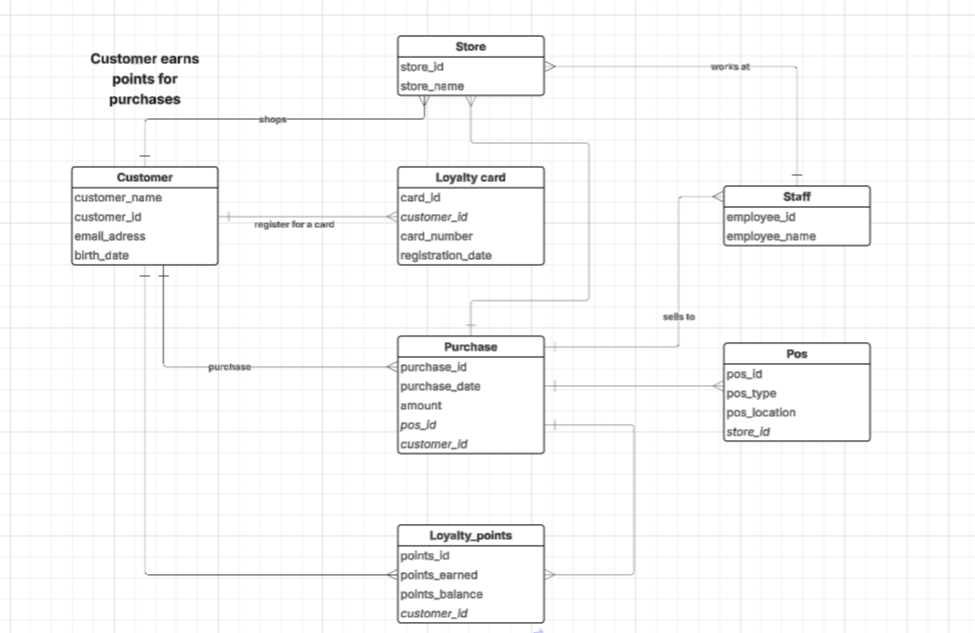 Customer earns
points for
purchases
Store
store_id
store_name
works at
shops
Customer
customer_name
customer_id
email_adress
birth_date
register for a card
Loyalty card
card_id
customer_id
card_number
registration_date
Staff
employee_id
employee_name
sells to
purchase
Purchase
purchase_id
purchase_date
amount
pos_id
customer_id
Pos
pos_id
pos_type
pos_location
store_id
Loyalty_points
points_id
points_earned
points_balance
customer_id